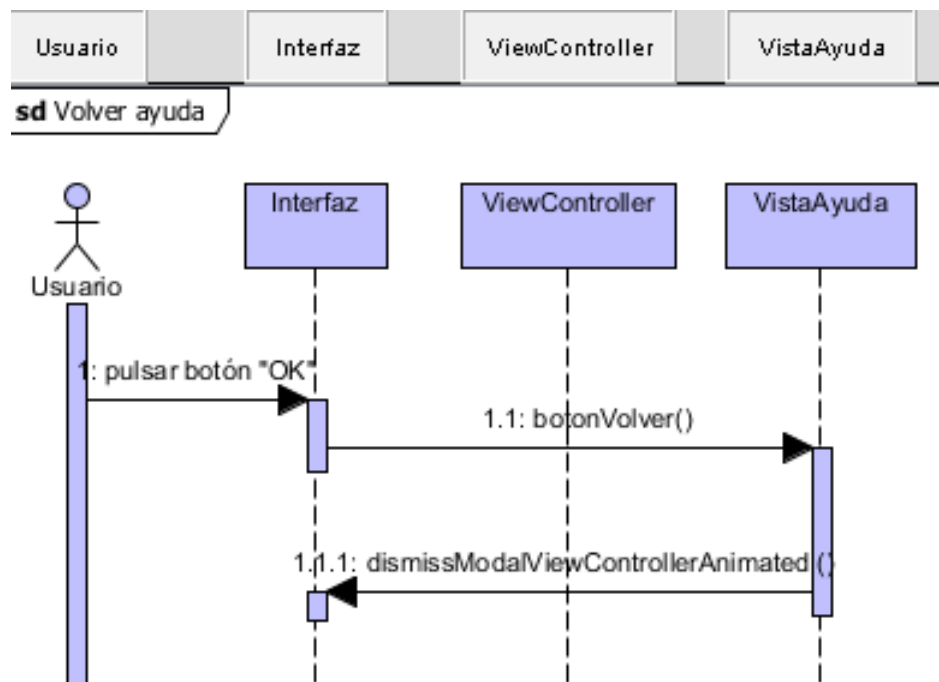 Usuario Interfaz ViewController VistaAyuda
sd Volver ayuda
Interfaz ViewController VistaAyuda
Usuario
1: pulsar botón "OK"
1.1: botonVolver()
1.1.1: dismissModalViewControllerAnimated ()